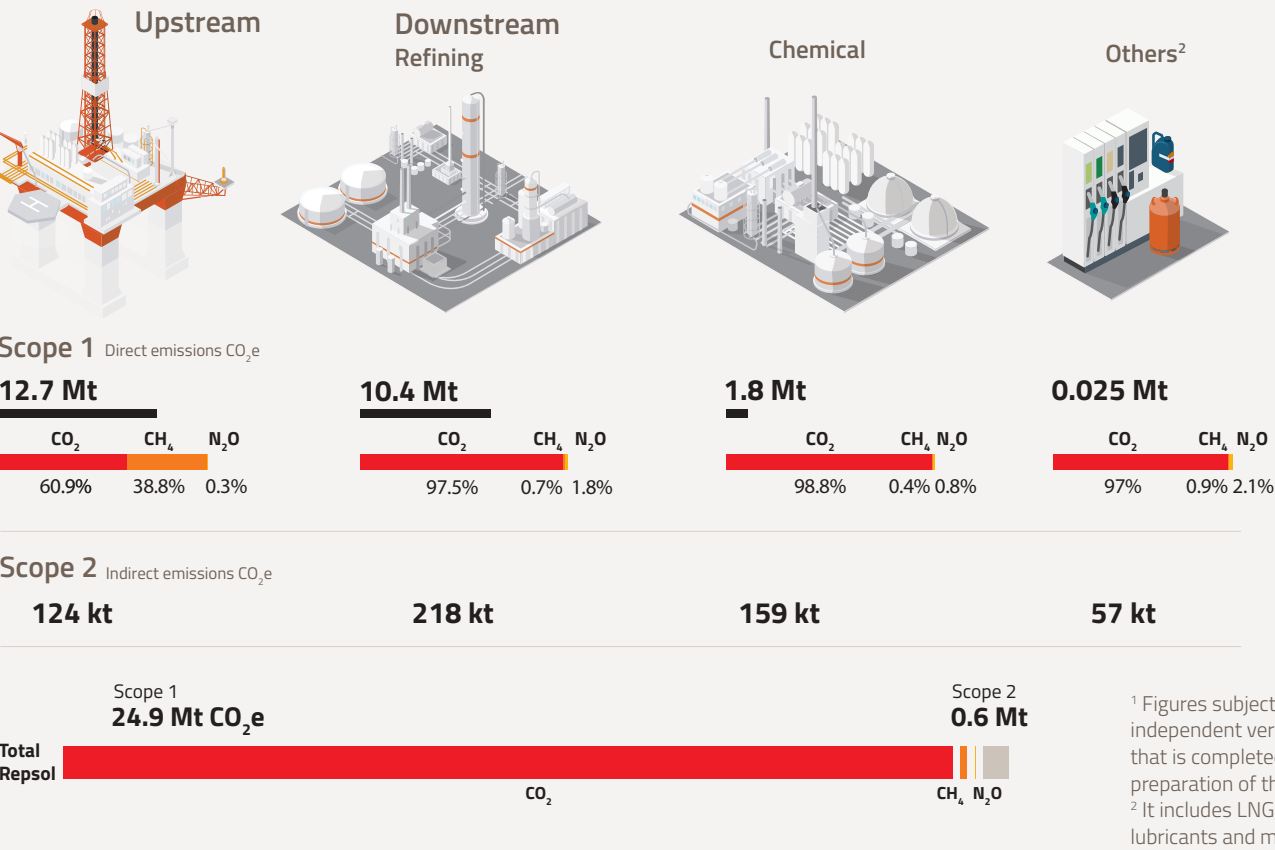 Upstream
Downstream
Refining
Chemical
Others²
Scope 1 Direct emissions CO₂e
12.7 Mt
10.4 Mt
1.8 Mt
0.025 Mt
CO₂ CH₄ N₂O
CO₂ CH₄ N₂O
CO₂ CH₄ N₂O
CO₂ CH₄ N₂O
60.9% 38.8% 0.3%
97.5% 0.7% 1.8%
98.8% 0.4% 0.8%
97% 0.9% 2.1%
Scope 2 Indirect emissions CO₂e
124 kt
218 kt
159 kt
57 kt
Scope 1
24.9 Mt CO₂e
Scope 2
0.6 Mt
Total
Repsol
CO₂ CH₄ N₂O
¹ Figures subject
independent ver
that is complete
preparation of th
² It includes LNG
lubricants and m